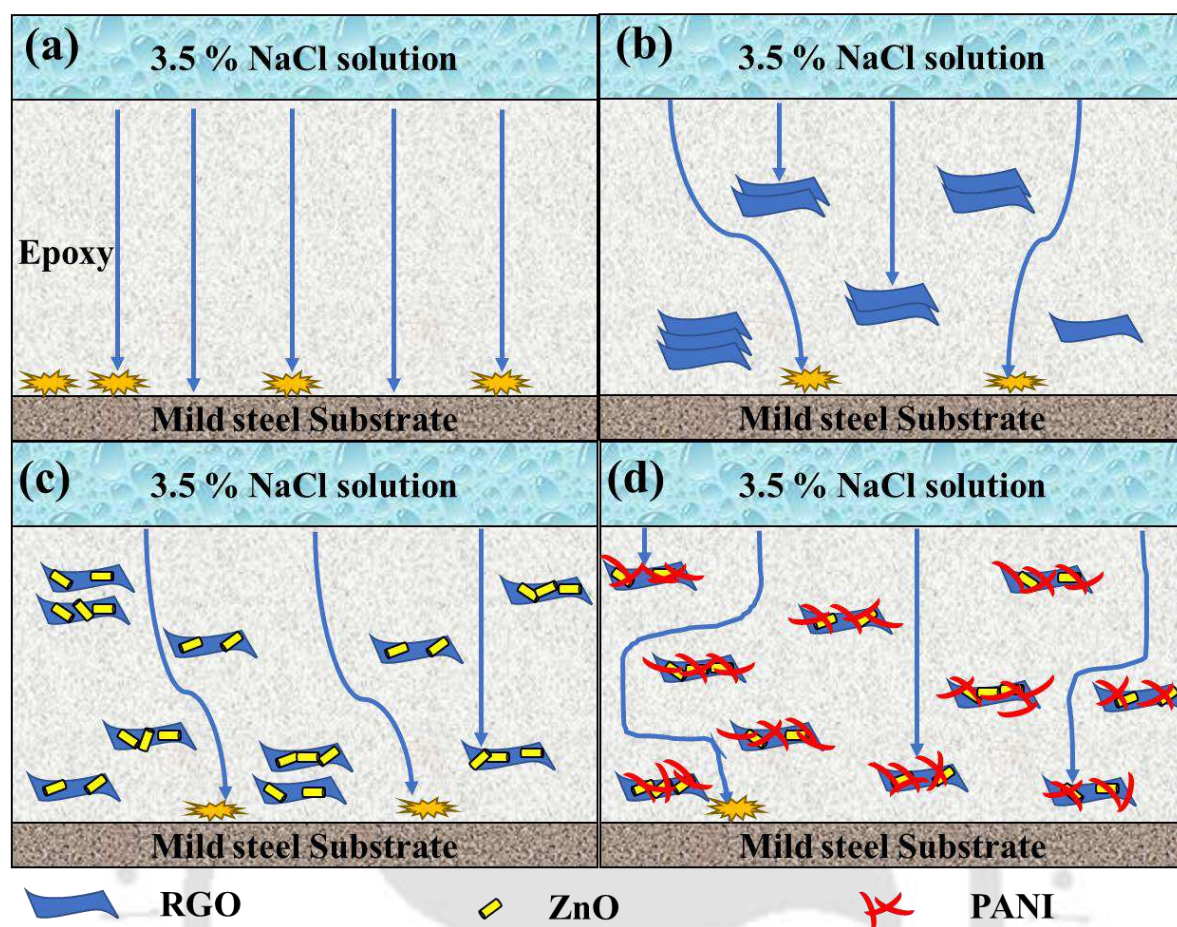 (a)
3.5 % NaCl solution
Epoxy
Mild steel Substrate
(b)
3.5 % NaCl solution
Mild steel Substrate
(c)
3.5 % NaCl solution
Mild steel Substrate
(d)
3.5 % NaCl solution
Mild steel Substrate
RGO
ZnO
PANI